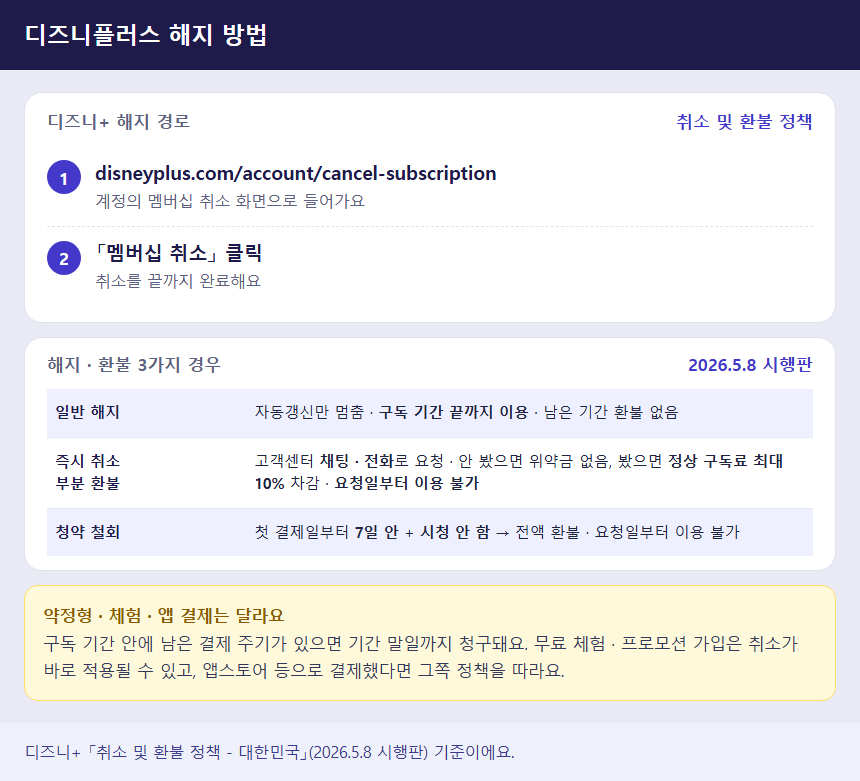 디즈니플러스 해지 방법
디즈니+ 해지 경로
취소 및 환불 정책
1
disneyplus.com/account/cancel-subscription
계정의 멤버십 취소 화면으로 들어가요
2
「멤버십 취소」 클릭
취소를 끝까지 완료해요
해지 · 환불 3가지 경우
2026.5.8 시행판
일반 해지
자동갱신만 멈춤 · 구독 기간 끝까지 이용 · 남은 기간 환불 없음
즉시 취소
부분 환불
고객센터 채팅 · 전화로 요청 · 안 봤으면 위약금 없음, 봤으면 정상 구독료 최대
10% 차감 · 요청일부터 이용 불가
청약 철회
첫 결제일부터 7일 안 + 시청 안 함 → 전액 환불 · 요청일부터 이용 불가
약정형 · 체험 · 앱 결제는 달라요
구독 기간 안에 남은 결제 주기가 있으면 기간 말일까지 청구돼요. 무료 체험 · 프로모션 가입은 취소가
바로 적용될 수 있고, 앱스토어 등으로 결제했다면 그쪽 정책을 따라요.
디즈니+ 「취소 및 환불 정책 - 대한민국」(2026.5.8 시행판) 기준이에요.